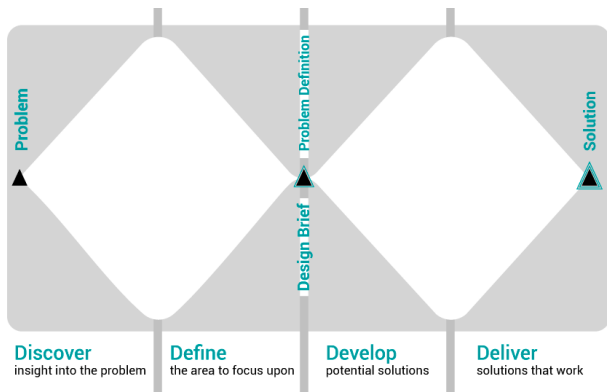 Problem
Problem Definition
Design Brief
Solution
Discover
insight into the problem
Define
the area to focus upon
Develop
potential solutions
Deliver
solutions that work